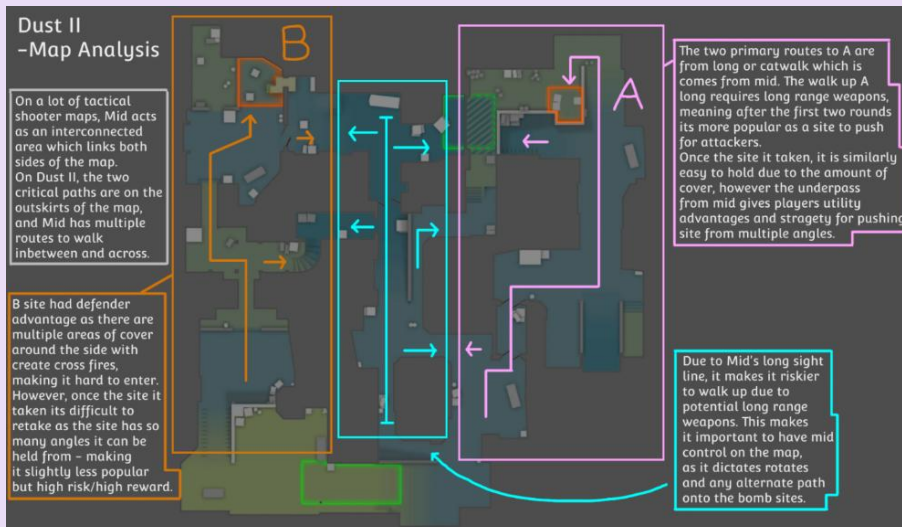 Dust II
-Map Analysis
B
A
On a lot of tactical
shooter maps, Mid acts
as an interconnected
area which links both
sides of the map.
On Dust II, the two
critical paths are on the
outskirts of the map,
and Mid has multiple
routes to walk
inbetween and across.
B site had defender
advantage as there are
multiple areas of cover
around the side with
create cross fires,
making it hard to enter.
However, once the site it
taken its difficult to
retake as the site has so
many angles it can be
held from - making
it slightly less popular
but high risk/high reward.
The two primary routes to A are
from long or catwalk which is
comes from mid. The walk up A
long requires long range weapons,
meaning after the first two rounds
its more popular as a site to push
for attackers.
Once the site it taken, it is similarly
easy to hold due to the amount of
cover, however the underpass
from mid gives players utility
advantages and stragety for pushing
site from multiple angles.
Due to Mid's long sight
line, it makes it riskier
to walk up due to
potential long range
weapons. This makes
it important to have mid
control on the map,
as it dictates rotates
and any alternate path
onto the bomb sites.